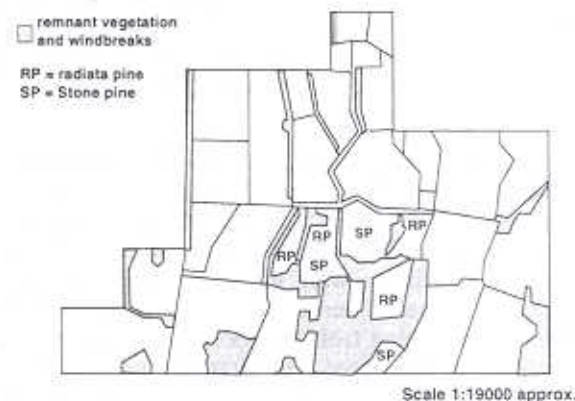 remnant vegetation
and windbreaks
RP = radiata pine
SP = Stone pine
RP
SP
RP
RP
SP
RP
SP
Scale 1:19000 approx.